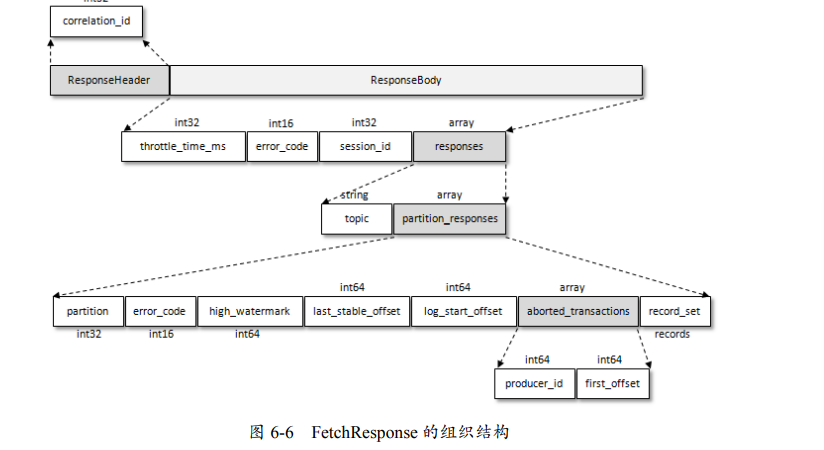 int32
correlation_id
ResponseHeader ResponseBody
int32 int16 int32 array
throttle_time_ms error_code session_id responses
string array
topic partition_responses
int64 int64 array
partition error_code high_watermark last_stable_offset log_start_offset aborted_transactions record_set
int32 int16 int64 records
int64 int64
producer_id first_offset
图 6-6 FetchResponse 的组织结构